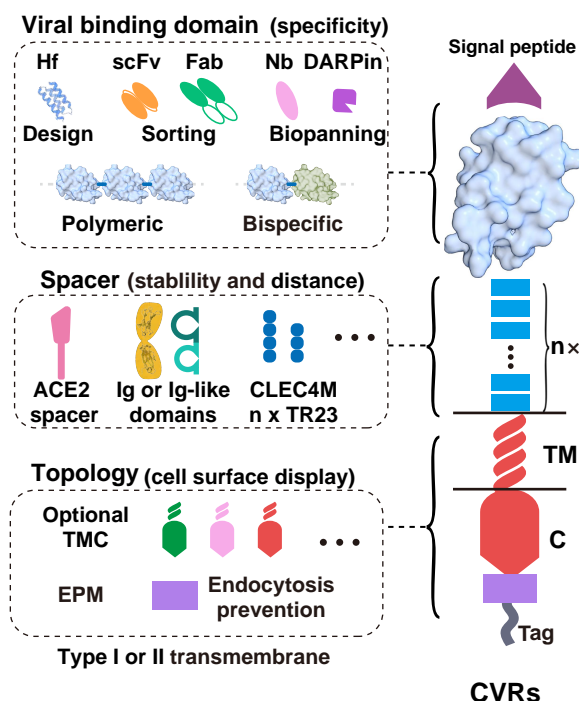 Viral binding domain (specificity)
Hf scFv Fab Nb DARPin
Design Sorting Biopanning
Polymeric Bispecific
Spacer (stablility and distance)
ACE2 spacer
Ig or Ig-like domains
CLEC4M n x TR23
Topology (cell surface display)
Optional TMC
EPM
Endocytosis prevention
Type I or II transmembrane
Signal peptide
n×
TM
C
Tag
CVRs